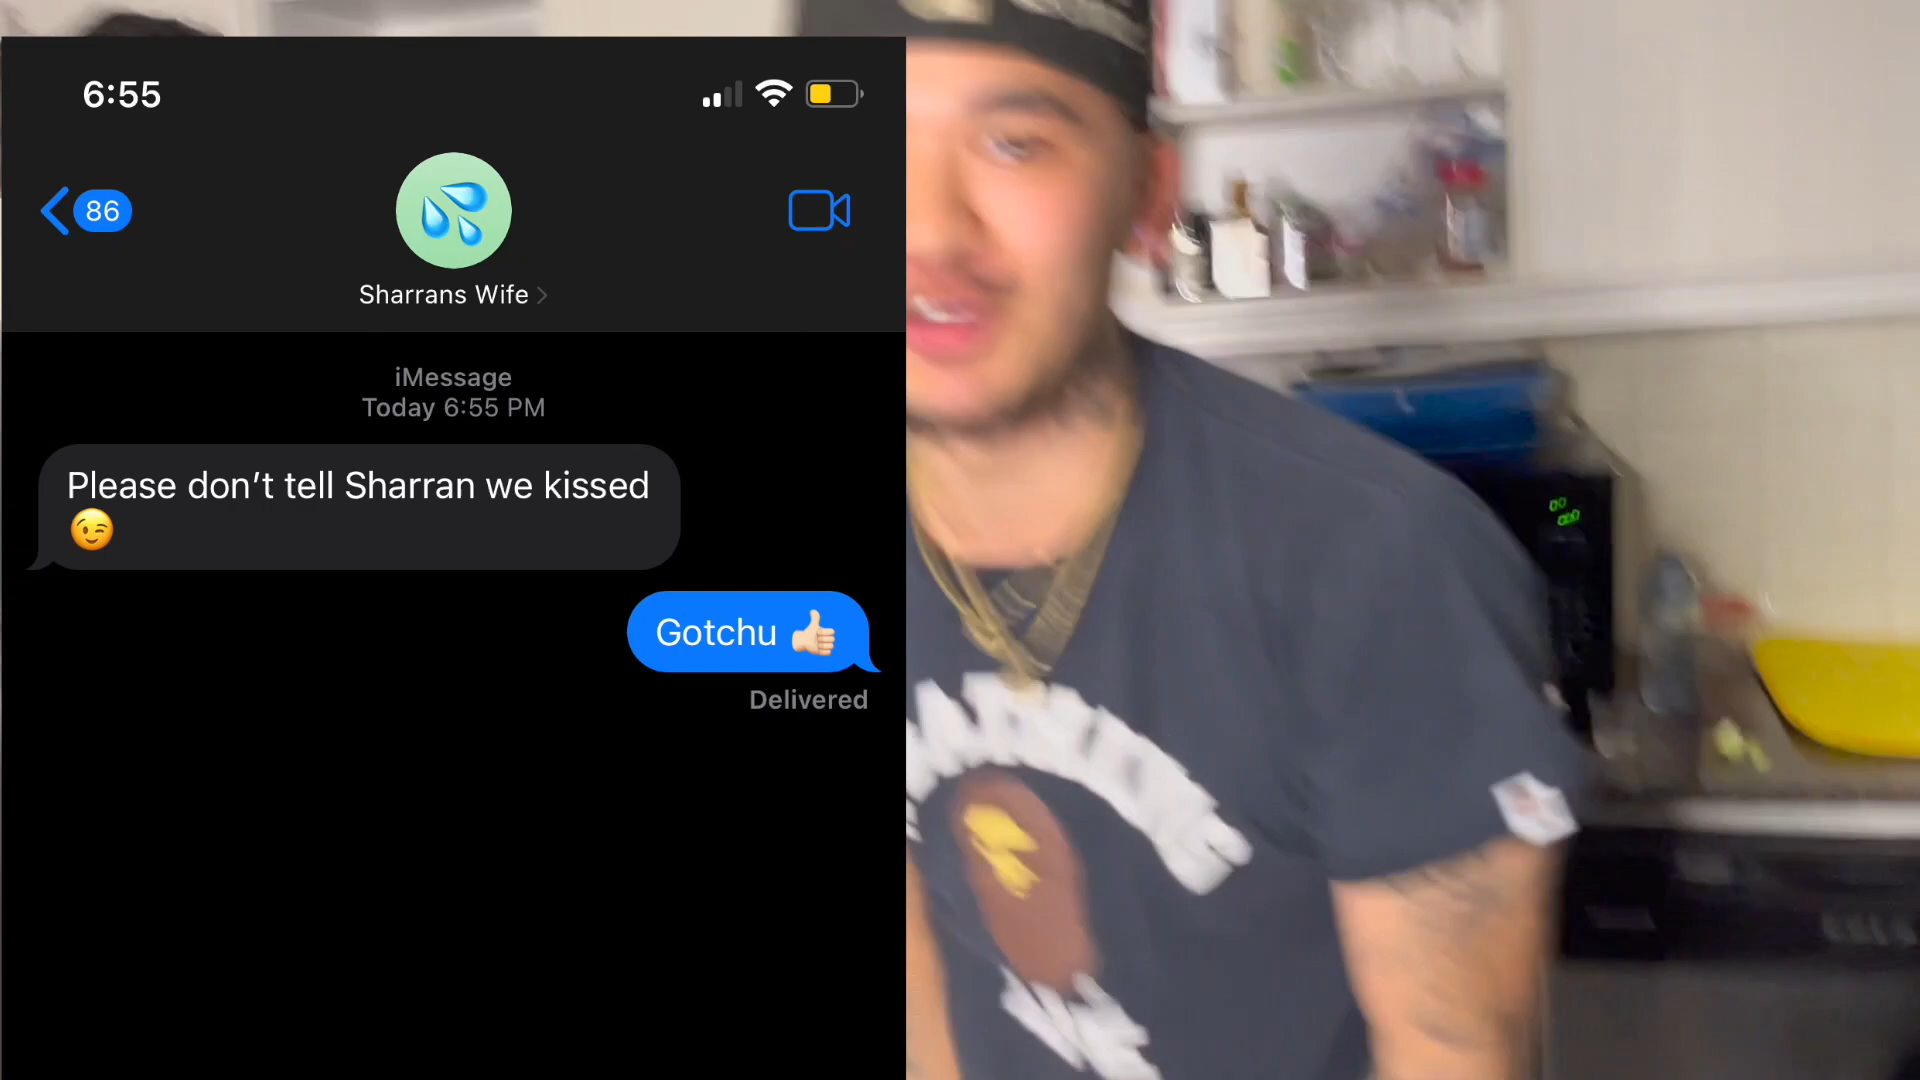 6:55
86
Sharrans Wife
iMessage
Today 6:55 PM
Please don’t tell Sharran we kissed
😉
Gotchu 👍🏻
Delivered